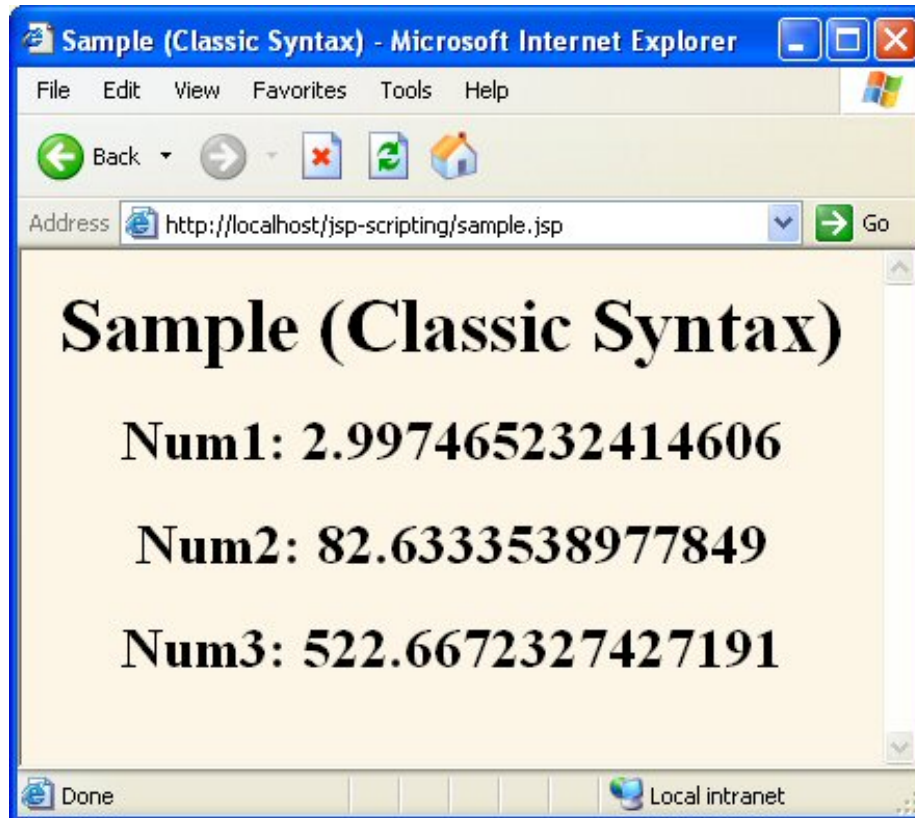 Sample (Classic Syntax) - Microsoft Internet Explorer
File Edit View Favorites Tools Help
Back
Address http://localhost/jsp-scripting/sample.jsp Go
Sample (Classic Syntax)
Num1: 2.997465232414606
Num2: 82.6333538977849
Num3: 522.6672327427191
Done Local intranet